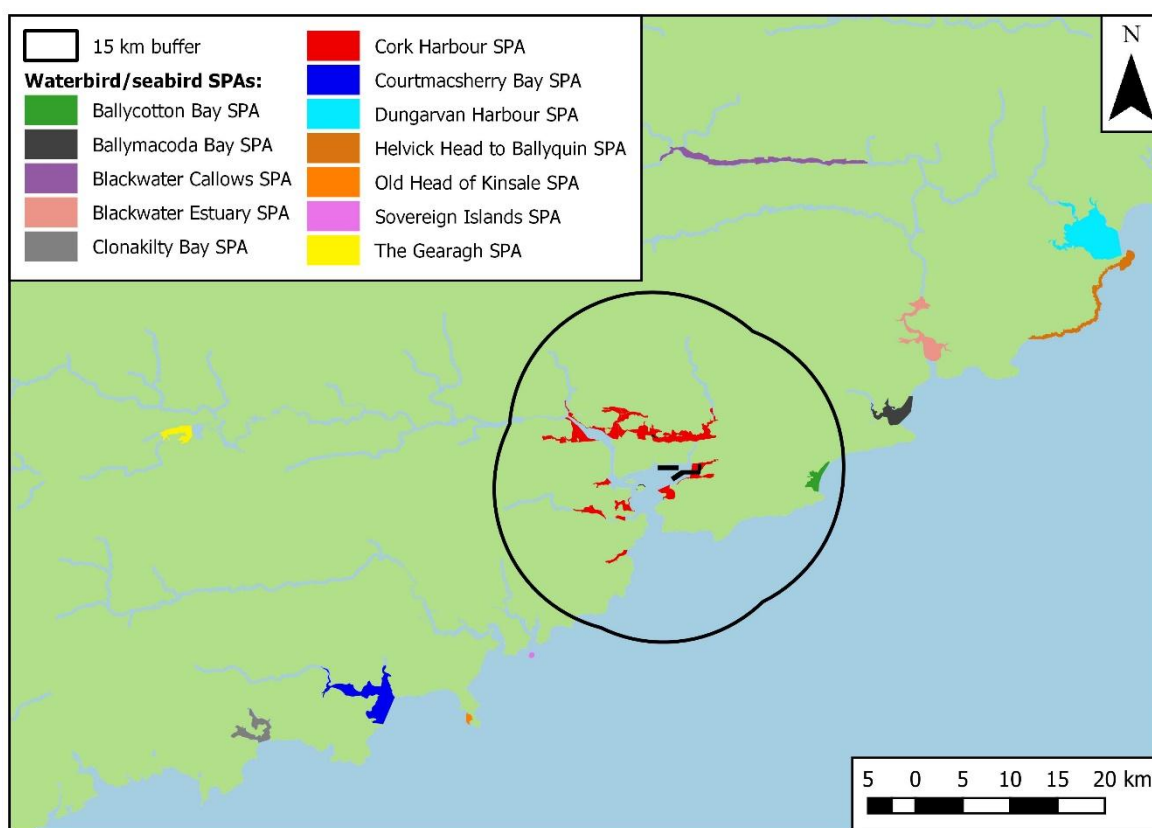 15 km buffer
Waterbird/seabird SPAs:
Ballycotton Bay SPA
Ballymacoda Bay SPA
Blackwater Callows SPA
Blackwater Estuary SPA
Clonakilty Bay SPA
Cork Harbour SPA
Courtmacsherry Bay SPA
Dungarvan Harbour SPA
Helvick Head to Ballyquin SPA
Old Head of Kinsale SPA
Sovereign Islands SPA
The Gearagh SPA
N
5 0 5 10 15 20 km